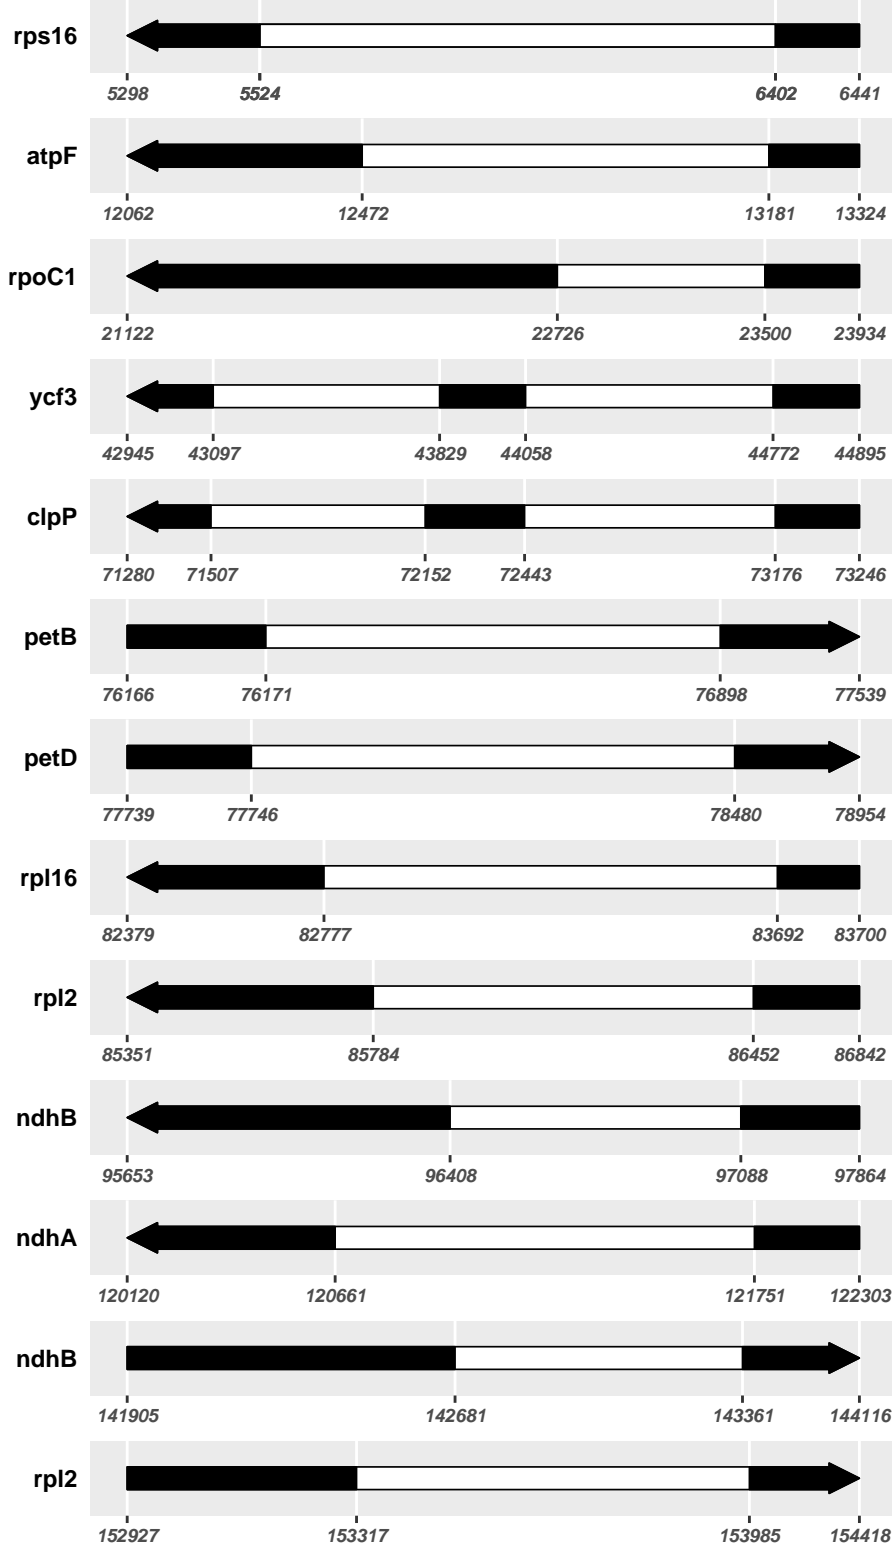 rps16
5298 5524 6402 6441
atpF
12062 12472 13181 13324
rpoC1
21122 22726 23500 23934
ycf3
42945 43097 43829 44058 44772 44895
clpP
71280 71507 72152 72443 73176 73246
petB
76166 76171 76898 77539
petD
77739 77746 78480 78954
rpl16
82379 82777 83692 83700
rpl2
85351 85784 86452 86842
ndhB
95653 96408 97088 97864
ndhA
120120 120661 121751 122303
ndhB
141905 142681 143361 144116
rpl2
152927 153317 153985 154418